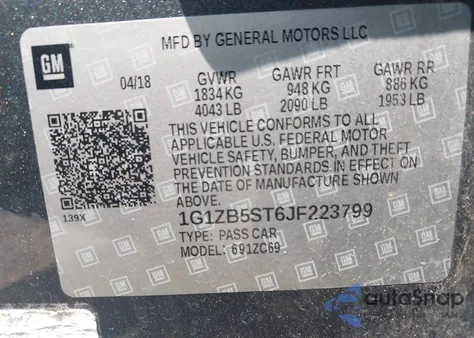 MFD BY GENERAL MOTORS LLC
GM
04/18 GVWR GAWR FRT GAWR RR
1834 KG 948 KG 886 KG
4043 LB 2090 LB 1953 LB
THIS VEHICLE CONFORMS TO ALL
APPLICABLE U.S. FEDERAL MOTOR
VEHICLE SAFETY, BUMPER, AND THEFT
PREVENTION STANDARDS IN EFFECT ON
THE DATE OF MANUFACTURE SHOWN
ABOVE.
139X
1G1ZB5ST6JF223799
TYPE: PASS CAR
MODEL: 691ZC69
autoSnap